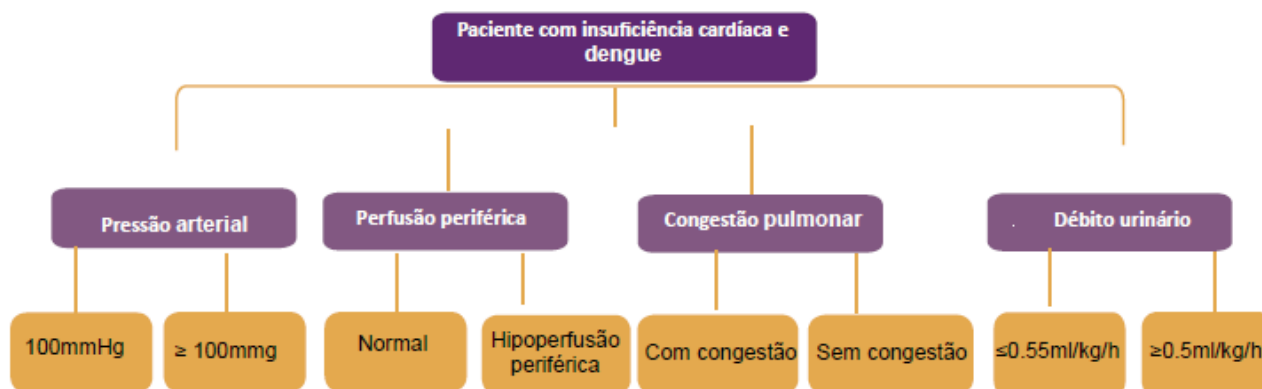 Paciente com insuficiência cardíaca e
dengue
Pressão arterial
Perfusão periférica
Congestão pulmonar
. Débito urinário
100mmHg
≥ 100mmg
Normal
Hipoperfusão
periférica
Com congestão
Sem congestão
≤0.55ml/kg/h
≥0.5ml/kg/h